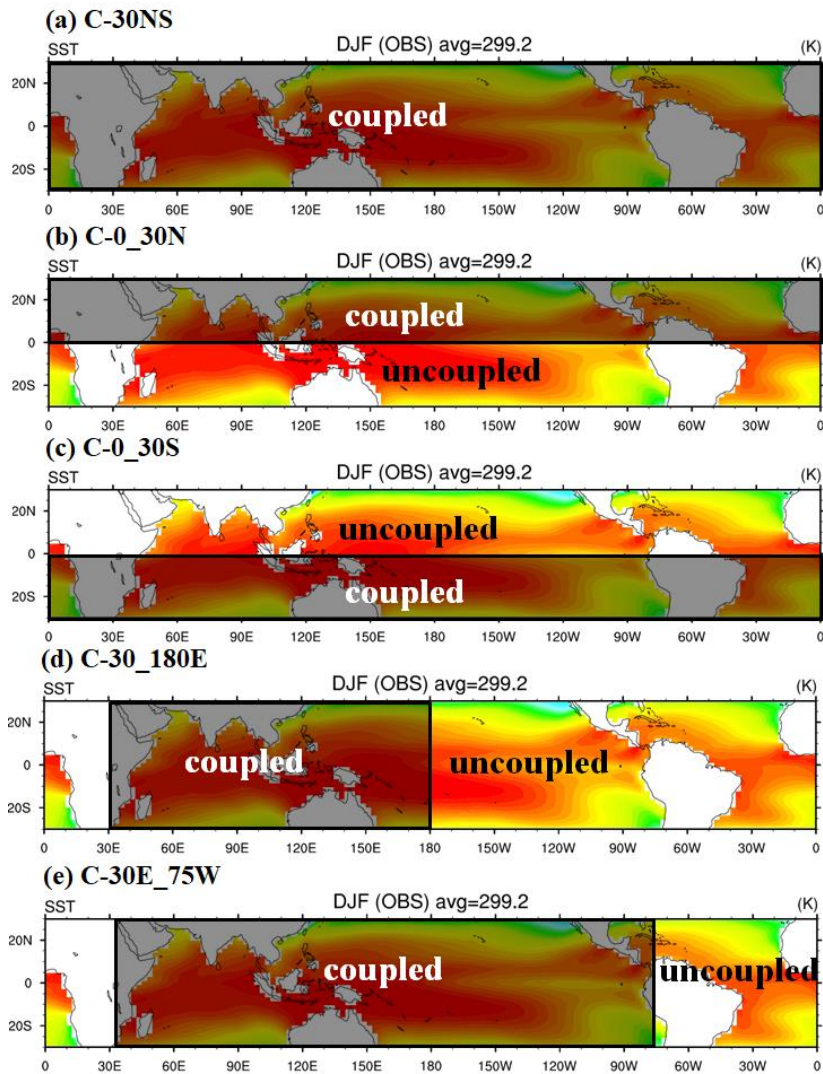 (a) C-30NS
SST DJF (OBS) avg=299.2 (K)
20N
coupled
0
20S
0 30E 60E 90E 120E 150E 180 150W 120W 90W 60W 30W 0
(b) C-0_30N
SST DJF (OBS) avg=299.2 (K)
20N
coupled
0
uncoupled
20S
0 30E 60E 90E 120E 150E 180 150W 120W 90W 60W 30W 0
(c) C-0_30S
SST DJF (OBS) avg=299.2 (K)
20N
uncoupled
0
coupled
20S
0 30E 60E 90E 120E 150E 180 150W 120W 90W 60W 30W 0
(d) C-30_180E
SST DJF (OBS) avg=299.2 (K)
20N
coupled uncoupled
0
20S
0 30E 60E 90E 120E 150E 180 150W 120W 90W 60W 30W 0
(e) C-30E_75W
SST DJF (OBS) avg=299.2 (K)
20N
coupled uncoupled
0
20S
0 30E 60E 90E 120E 150E 180 150W 120W 90W 60W 30W 0